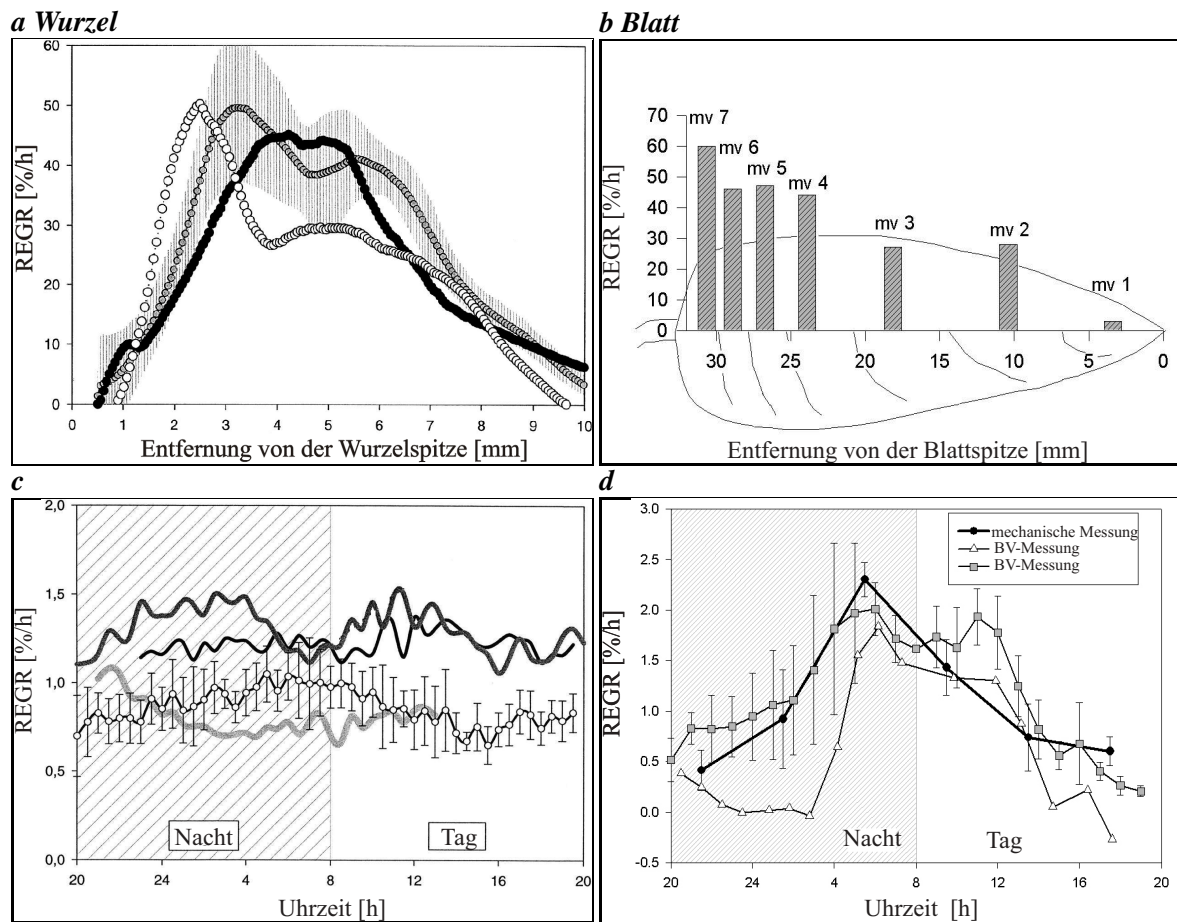 a Wurzel
REGR [%/h]
60
50
40
30
20
10
0
0 1 2 3 4 5 6 7 8 9 10
Entfernung von der Wurzelspitze [mm]
b Blatt
REGR [%/h]
70
60
50
40
30
20
10
0
mv 7
mv 6
mv 5
mv 4
mv 3
mv 2
mv 1
30 25 20 15 10 5 0
Entfernung von der Blattspitze [mm]
c
REGR [%/h]
2,0
1,5
1,0
0,5
0,0
Nacht
Tag
20 24 4 8 12 16 20
Uhrzeit [h]
d
REGR [%/h]
3.0
2.5
2.0
1.5
1.0
0.5
0.0
-0.5
mechanische Messung
BV-Messung
BV-Messung
Nacht
Tag
20 24 4 8 12 16 20
Uhrzeit [h]